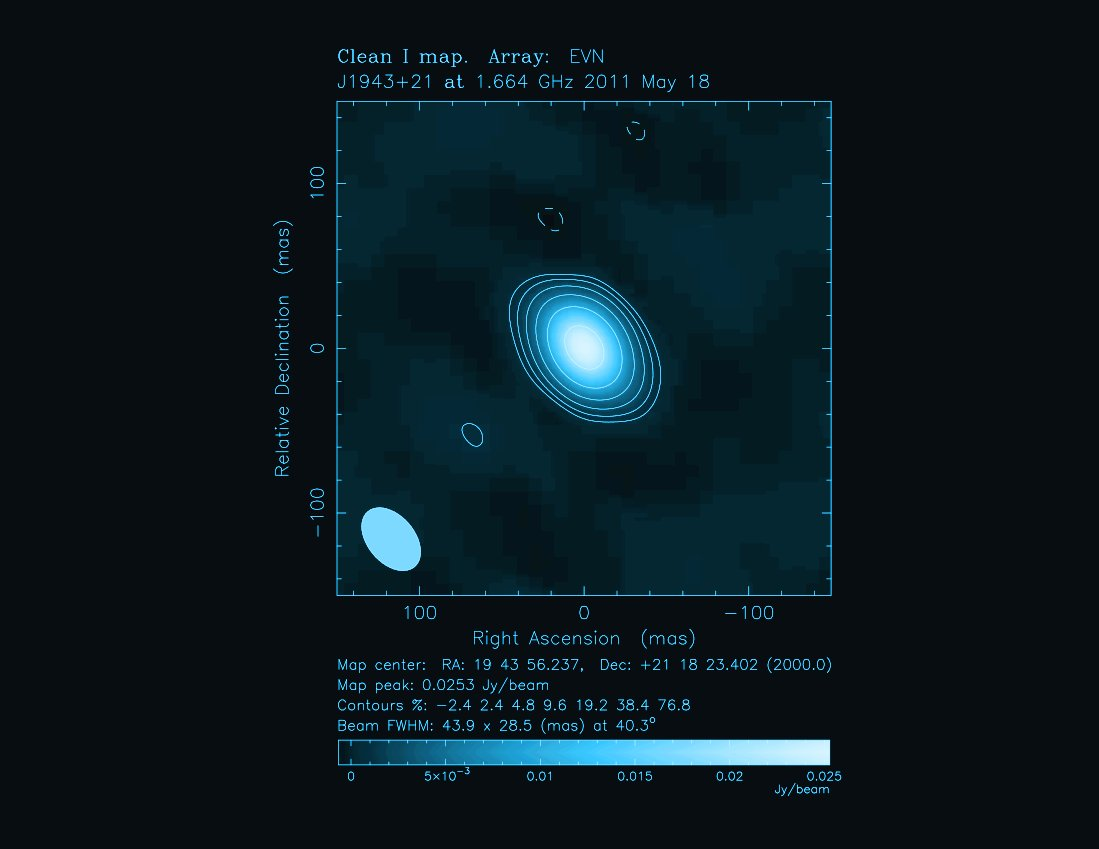 Clean I map. Array: EVN
J1943+21 at 1.664 GHz 2011 May 18
Relative Declination (mas)
100
0
−100
100 0 −100
Right Ascension (mas)
Map center: RA: 19 43 56.237, Dec: +21 18 23.402 (2000.0)
Map peak: 0.0253 Jy/beam
Contours %: −2.4 2.4 4.8 9.6 19.2 38.4 76.8
Beam FWHM: 43.9 x 28.5 (mas) at 40.3°
0 5×10⁻³ 0.01 0.015 0.02 0.025
Jy/beam